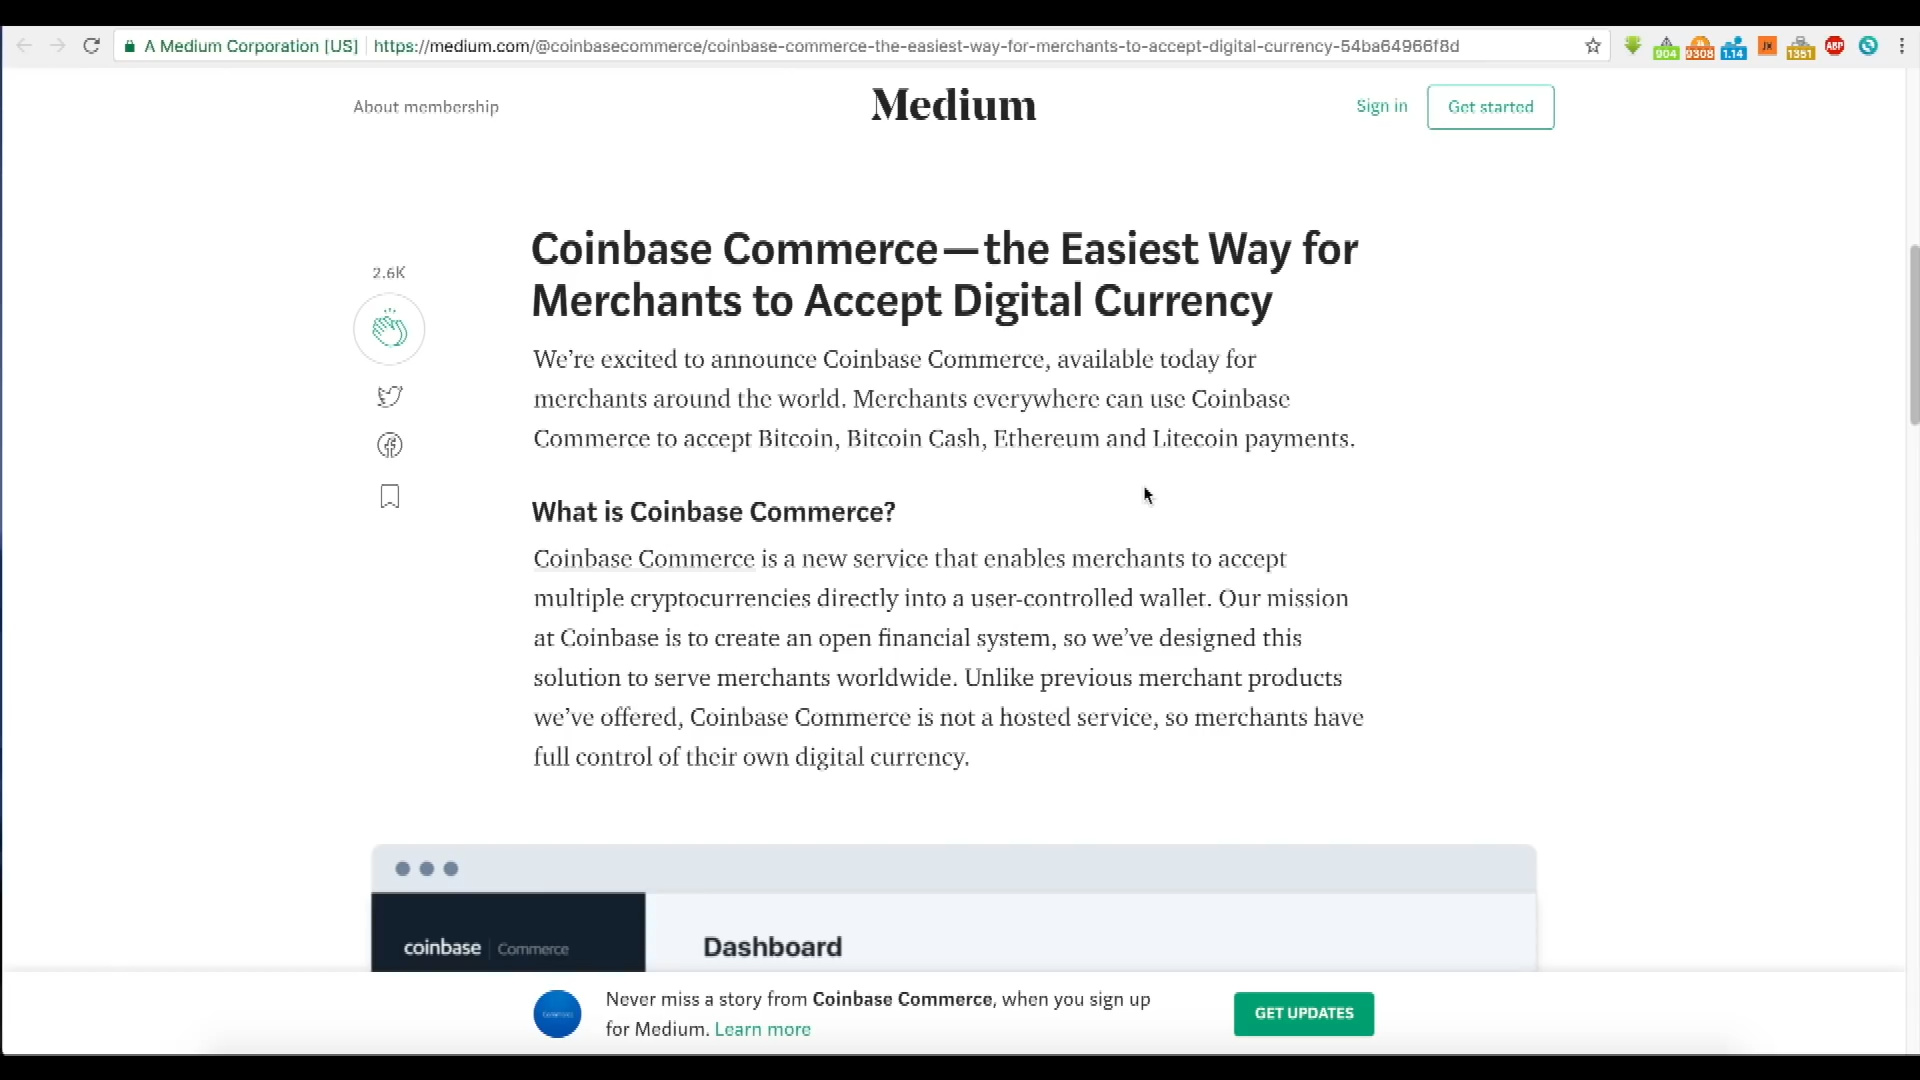 A Medium Corporation [US] https://medium.com/@coinbasecommerce/coinbase-commerce-the-easiest-way-for-merchants-to-accept-digital-currency-54ba64966f8d
904 9308 1.14 JX 1351 ABP
About membership
Medium
Sign in
Get started
Coinbase Commerce—the Easiest Way for
Merchants to Accept Digital Currency
2.6K
We’re excited to announce Coinbase Commerce, available today for
merchants around the world. Merchants everywhere can use Coinbase
Commerce to accept Bitcoin, Bitcoin Cash, Ethereum and Litecoin payments.
What is Coinbase Commerce?
Coinbase Commerce is a new service that enables merchants to accept
multiple cryptocurrencies directly into a user-controlled wallet. Our mission
at Coinbase is to create an open financial system, so we’ve designed this
solution to serve merchants worldwide. Unlike previous merchant products
we’ve offered, Coinbase Commerce is not a hosted service, so merchants have
full control of their own digital currency.
coinbase Commerce
Dashboard
Never miss a story from Coinbase Commerce, when you sign up
for Medium. Learn more
GET UPDATES